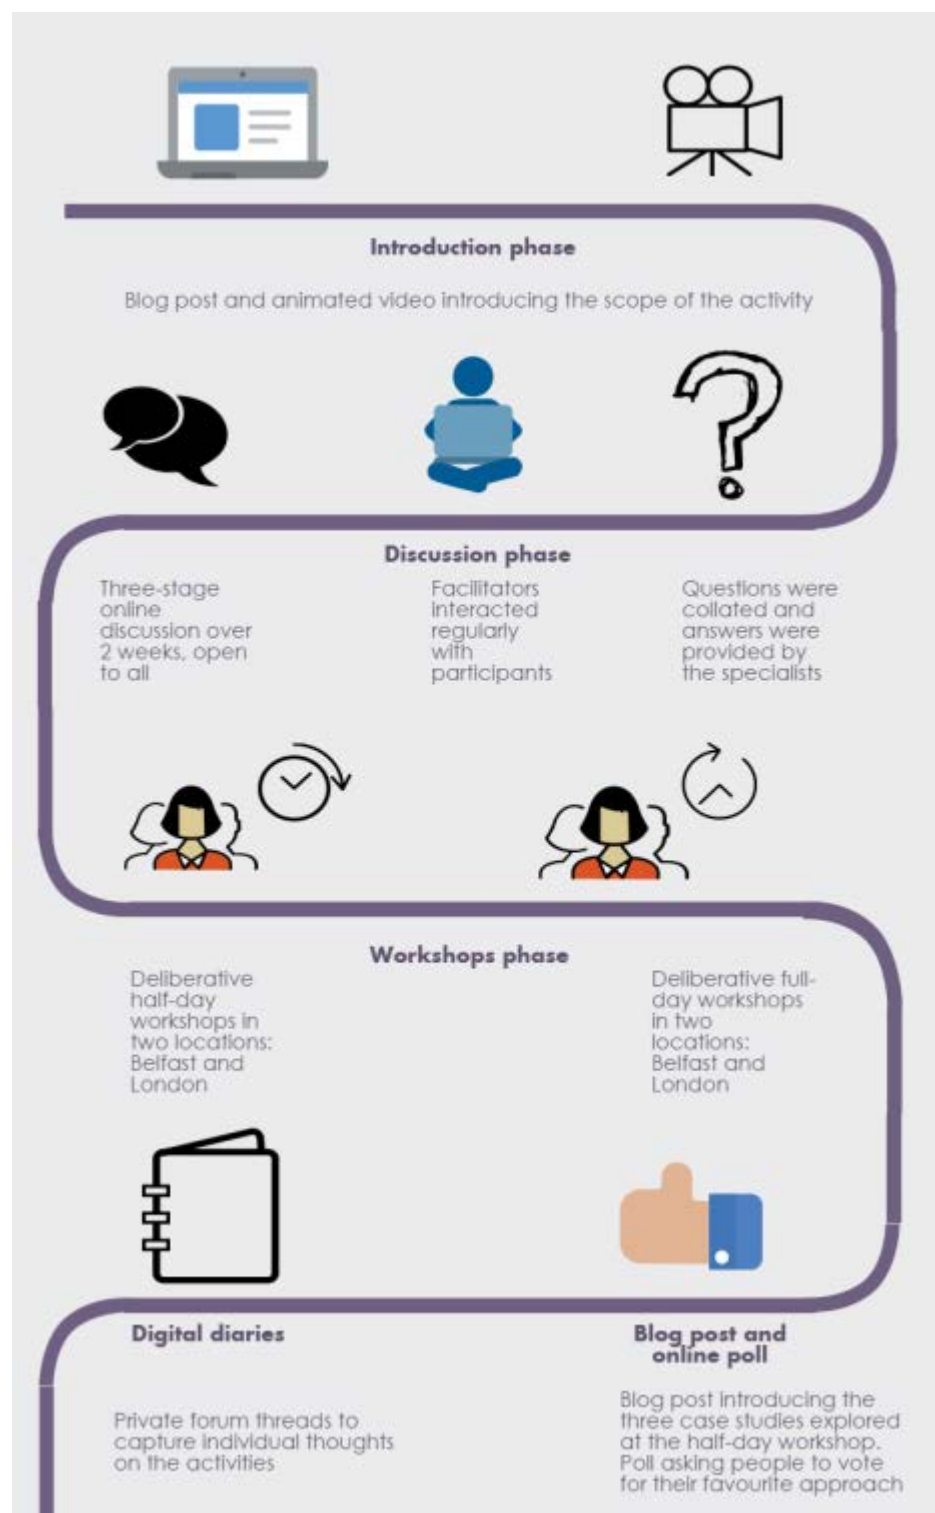 Introduction phase
Blog post and animated video introducing the scope of the activity
Discussion phase
Three-stage
online
discussion over
2 weeks, open
to all
Facilitators
interacted
regularly
with
participants
Questions were
collated and
answers were
provided by
the specialists
Workshops phase
Deliberative
half-day
workshops in
two locations:
Belfast and
London
Deliberative full-
day workshops
in two
locations:
Belfast and
London
Digital diaries
Private forum threads to
capture individual thoughts
on the activities
Blog post and
online poll
Blog post introducing the
three case studies explored
at the half-day workshop.
Poll asking people to vote
for their favourite approach